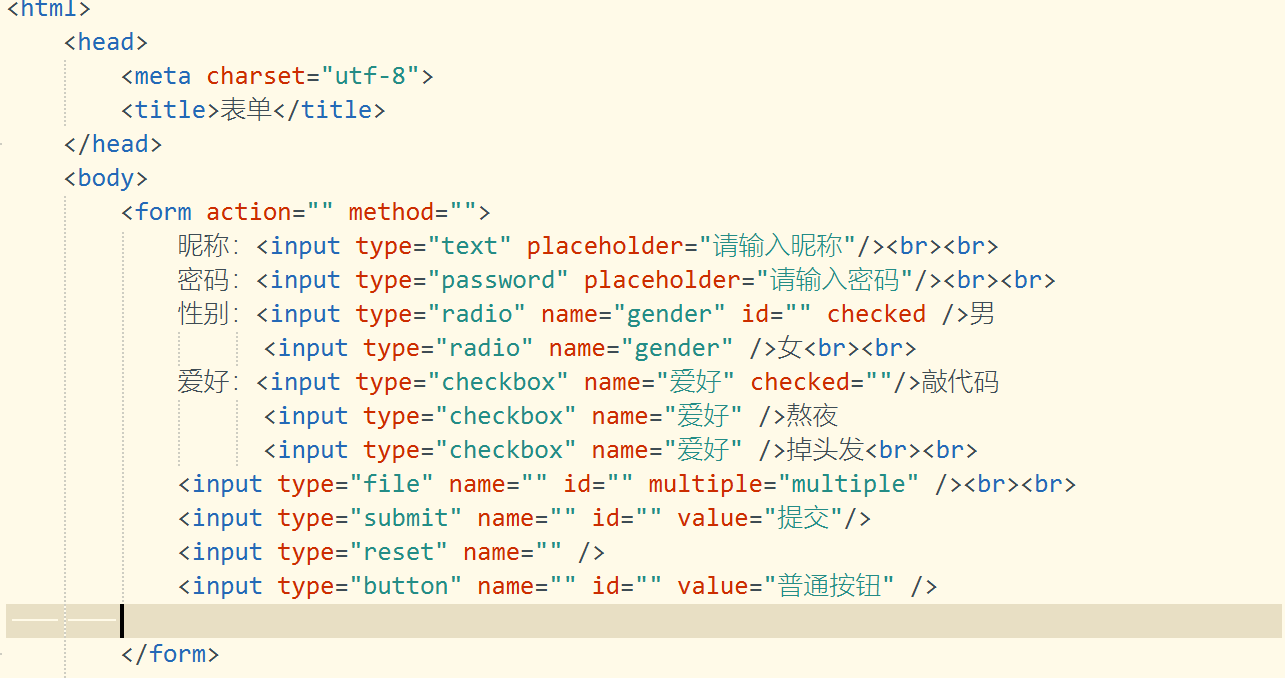 <html>
<head>
<meta charset="utf-8">
<title>表单</title>
</head>
<body>
<form action="" method="">
昵称：<input type="text" placeholder="请输入昵称"/><br><br>
密码：<input type="password" placeholder="请输入密码"/><br><br>
性别：<input type="radio" name="gender" id="" checked />男
<input type="radio" name="gender" />女<br><br>
爱好：<input type="checkbox" name="爱好" checked=""/>敲代码
<input type="checkbox" name="爱好" />熬夜
<input type="checkbox" name="爱好" />掉头发<br><br>
<input type="file" name="" id="" multiple="multiple" /><br><br>
<input type="submit" name="" id="" value="提交"/>
<input type="reset" name="" />
<input type="button" name="" id="" value="普通按钮" />
</form>